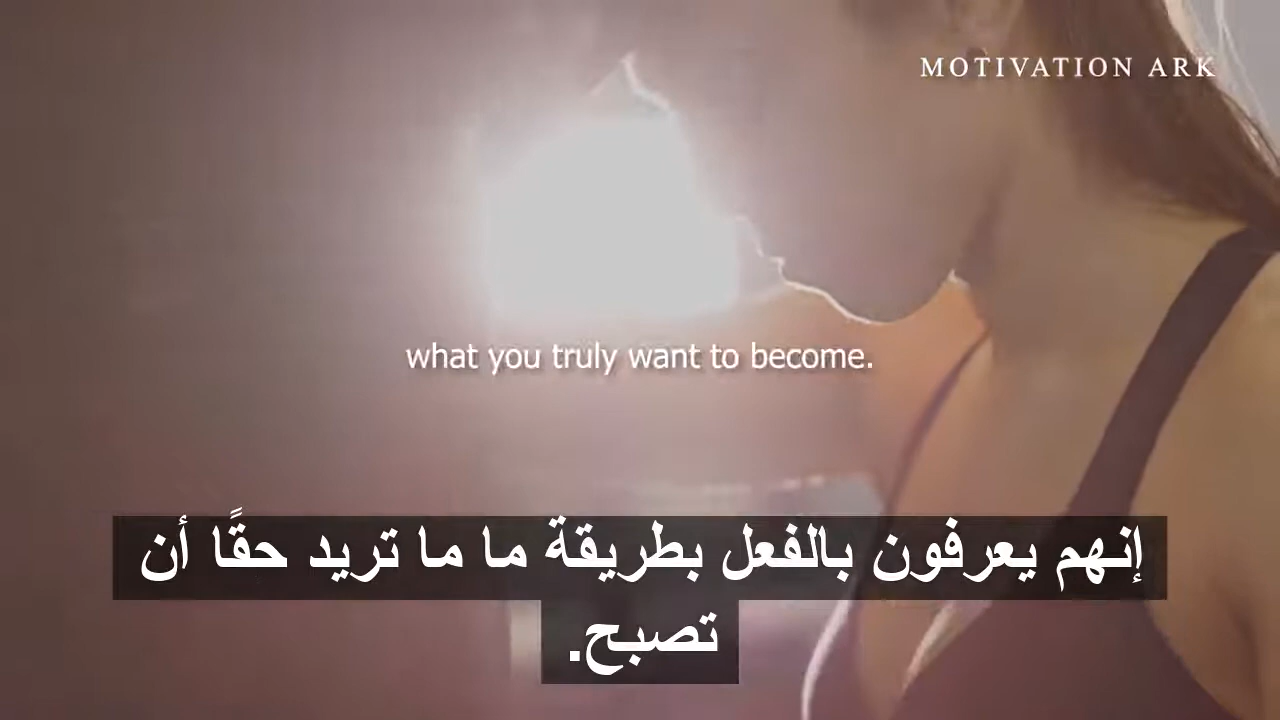 MOTIVATION ARK
what you truly want to become.
إنهم يعرفون بالفعل بطريقة ما ما تريد حقًا أن
تصبح.